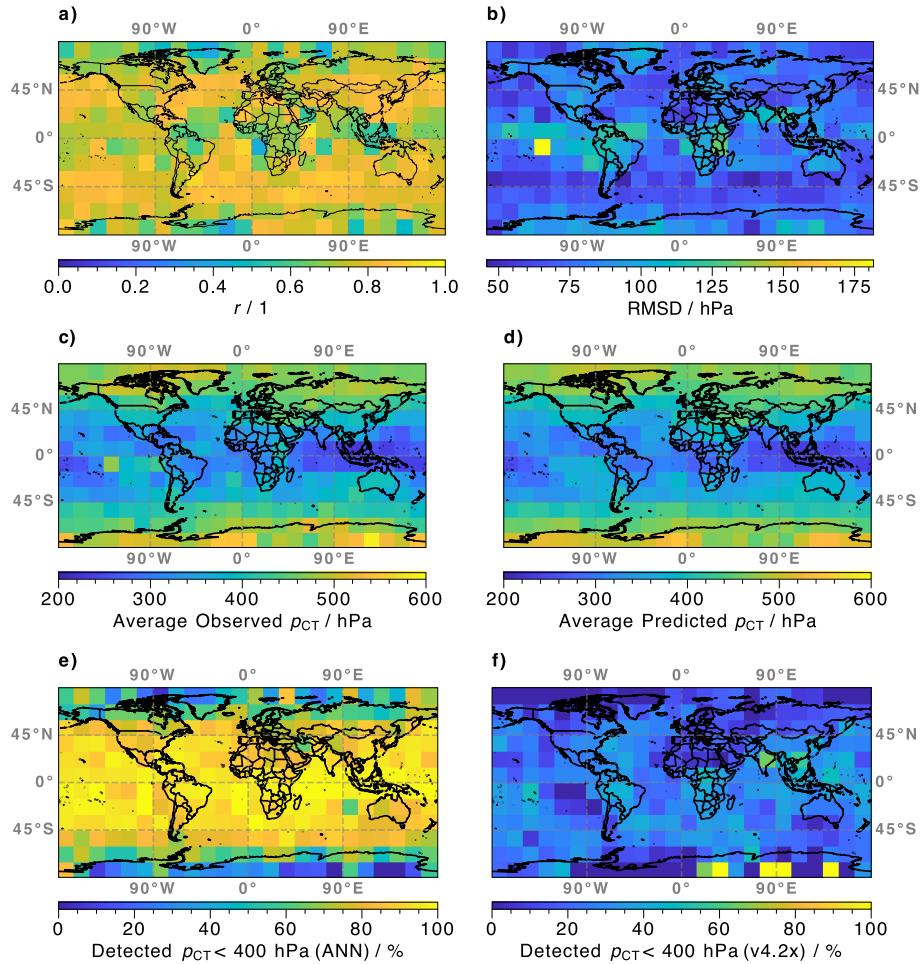 a)
90°W 0° 90°E
45°N
0°
45°S
90°W 0° 90°E
0.0 0.2 0.4 0.6 0.8 1.0
r / 1
b)
90°W 0° 90°E
45°N
0°
45°S
90°W 0° 90°E
50 75 100 125 150 175
RMSD / hPa
c)
90°W 0° 90°E
45°N
0°
45°S
90°W 0° 90°E
200 300 400 500 600
Average Observed pCT / hPa
d)
90°W 0° 90°E
45°N
0°
45°S
90°W 0° 90°E
200 300 400 500 600
Average Predicted pCT / hPa
e)
90°W 0° 90°E
45°N
0°
45°S
90°W 0° 90°E
0 20 40 60 80 100
Detected pCT < 400 hPa (ANN) / %
f)
90°W 0° 90°E
45°N
0°
45°S
90°W 0° 90°E
0 20 40 60 80 100
Detected pCT < 400 hPa (v4.2x) / %